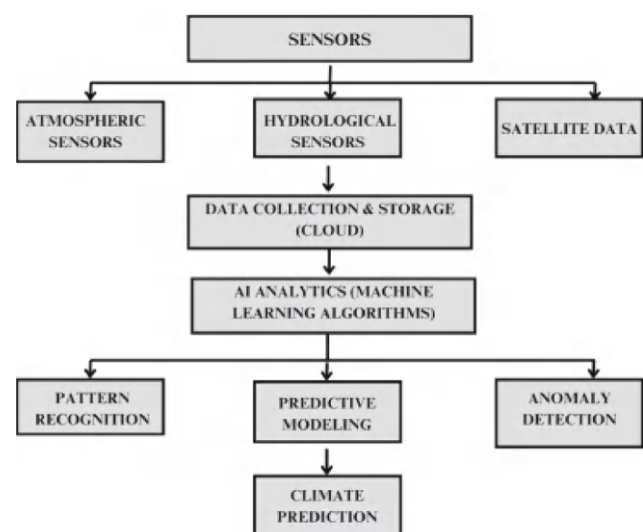 SENSORS
ATMOSPHERIC
SENSORS
HYDROLOGICAL
SENSORS
SATELLITE DATA
DATA COLLECTION & STORAGE
(CLOUD)
AI ANALYTICS (MACHINE
LEARNING ALGORITHMS)
PATTERN
RECOGNITION
PREDICTIVE
MODELING
ANOMALY
DETECTION
CLIMATE
PREDICTION